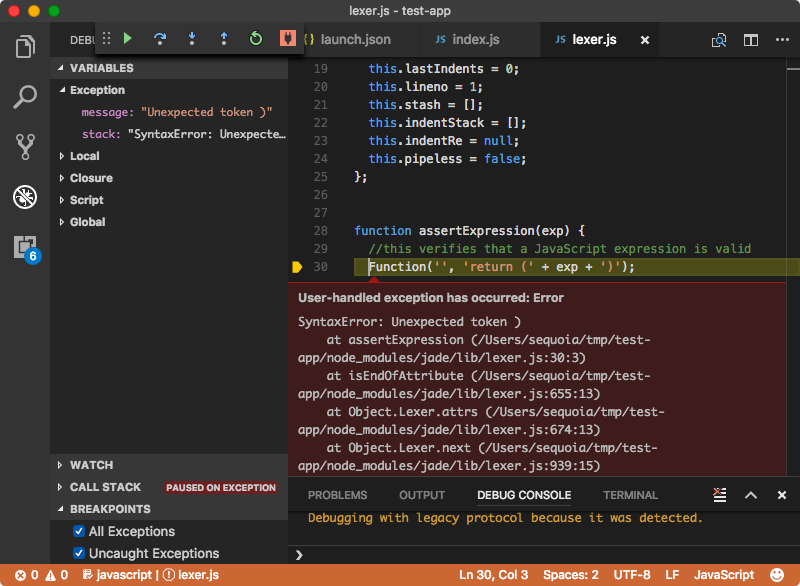 lexer.js - test-app
DEBU
launch.json
JS index.js
JS lexer.js
VARIABLES
Exception
message: "Unexpected token )"
stack: "SyntaxError: Unexpecte…
Local
Closure
Script
Global
6
19 this.lastIndents = 0;
20 this.lineno = 1;
21 this.stash = [];
22 this.indentStack = [];
23 this.indentRe = null;
24 this.pipeless = false;
25 };
26
27
28 function assertExpression(exp) {
29 //this verifies that a JavaScript expression is valid
30 Function('', 'return (' + exp + ')');
User-handled exception has occurred: Error
SyntaxError: Unexpected token )
at assertExpression (/Users/sequoia/tmp/test-
app/node_modules/jade/lib/lexer.js:30:3)
at isEndOfAttribute (/Users/sequoia/tmp/test-
app/node_modules/jade/lib/lexer.js:655:13)
at Object.Lexer.attrs (/Users/sequoia/tmp/test-
app/node_modules/jade/lib/lexer.js:674:13)
at Object.Lexer.next (/Users/sequoia/tmp/test-
app/node_modules/jade/lib/lexer.js:939:15)
WATCH
CALL STACK PAUSED ON EXCEPTION
BREAKPOINTS
All Exceptions
Uncaught Exceptions
PROBLEMS OUTPUT DEBUG CONSOLE TERMINAL
Debugging with legacy protocol because it was detected.
0 0 javascript | lexer.js Ln 30, Col 3 Spaces: 2 UTF-8 LF JavaScript